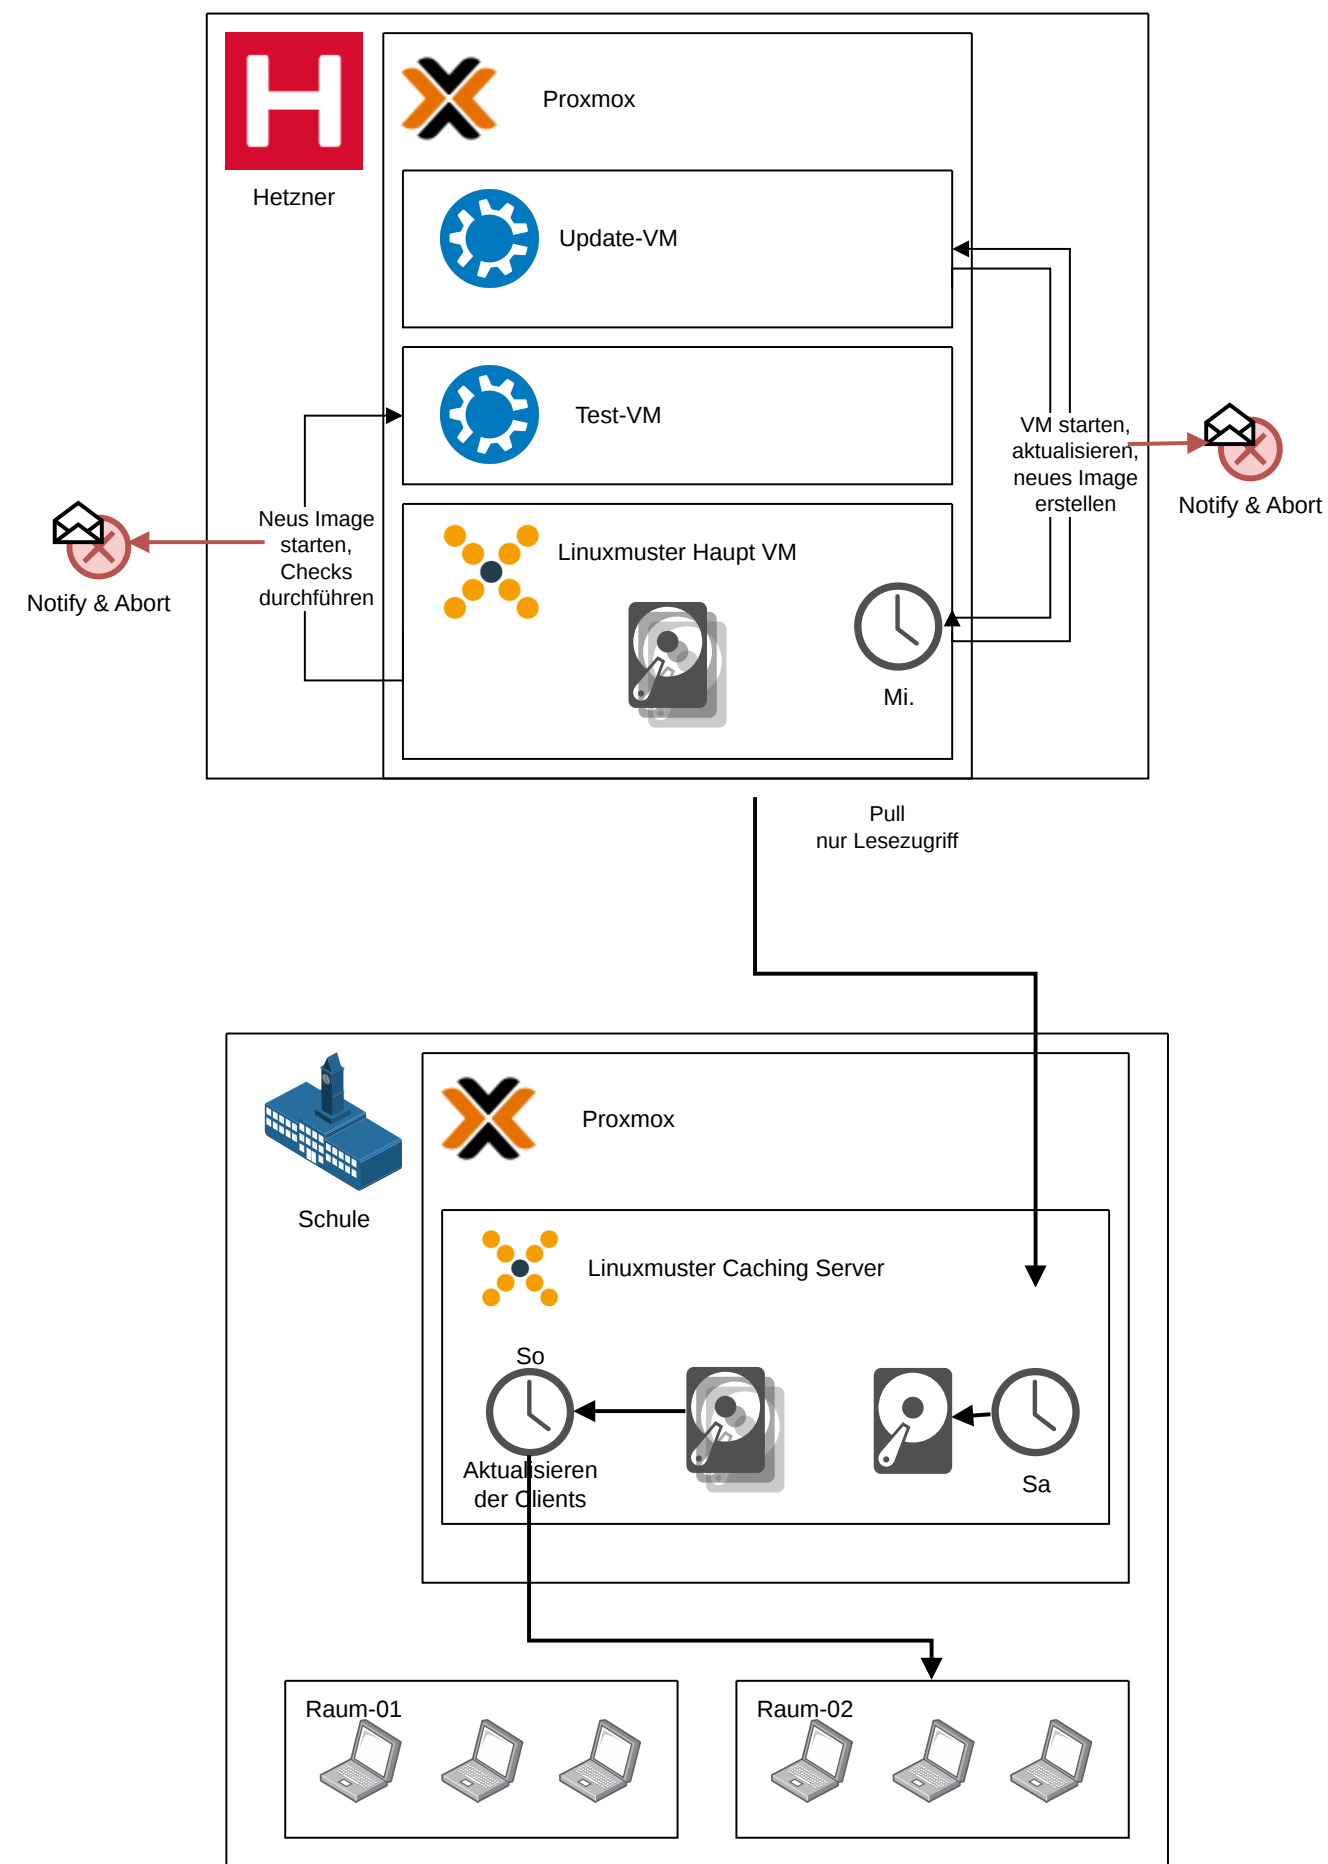 Proxmox
Hetzner
Update-VM
Test-VM
VM starten,
aktualisieren,
neues Image
erstellen
Notify & Abort
Neus Image
starten,
Checks
durchführen
Notify & Abort
Linuxmuster Haupt VM
Mi.
Pull
nur Lesezugriff
Proxmox
Schule
Linuxmuster Caching Server
So
Aktualisieren
der Clients
Sa
Raum-01
Raum-02